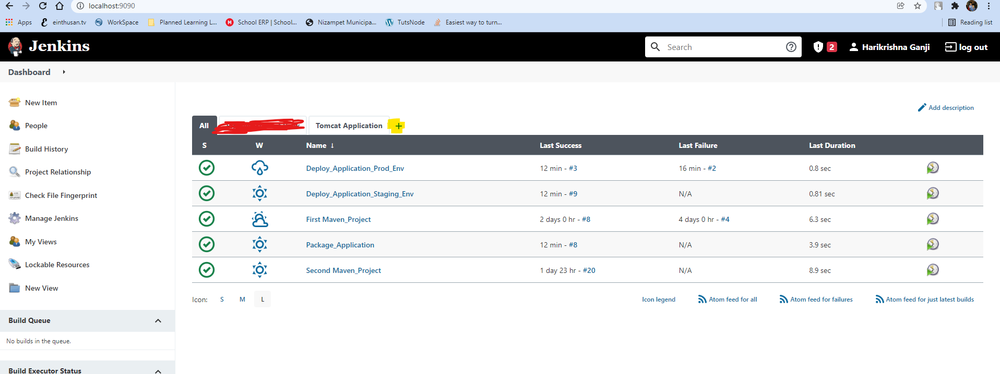 localhost:9090
Apps einthusan.tv WorkSpace Planned Learning L... School ERP | School... Nizampet Municipa... TutsNode Easiest way to turn... Reading list
Jenkins Search 2 Harikrishna Ganji log out
Dashboard
New Item
People
Build History
Project Relationship
Check File Fingerprint
Manage Jenkins
My Views
Lockable Resources
New View
Build Queue
No builds in the queue.
Build Executor Status
Add description
All Tomcat Application +
S W Name ↓ Last Success Last Failure Last Duration
Deploy_Application_Prod_Env 12 min - #3 16 min - #2 0.8 sec
Deploy_Application_Staging_Env 12 min - #9 N/A 0.81 sec
First Maven_Project 2 days 0 hr - #8 4 days 0 hr - #4 6.3 sec
Package_Application 12 min - #8 N/A 3.9 sec
Second Maven_Project 1 day 23 hr - #20 N/A 8.9 sec
Icon: S M L Icon legend Atom feed for all Atom feed for failures Atom feed for just latest builds